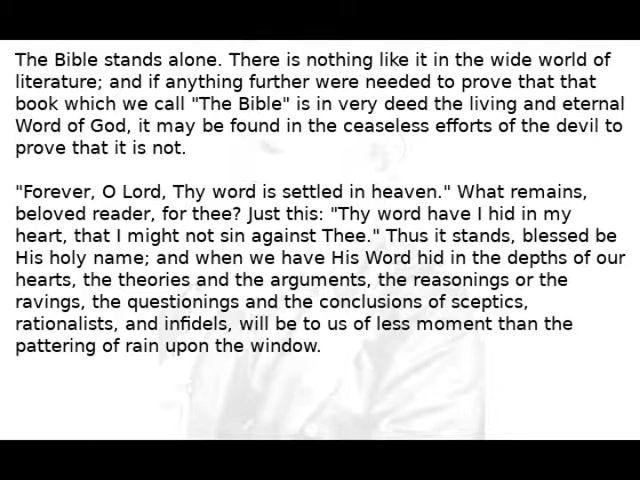 The Bible stands alone. There is nothing like it in the wide world of
literature; and if anything further were needed to prove that that
book which we call "The Bible" is in very deed the living and eternal
Word of God, it may be found in the ceaseless efforts of the devil to
prove that it is not.
"Forever, O Lord, Thy word is settled in heaven." What remains,
beloved reader, for thee? Just this: "Thy word have I hid in my
heart, that I might not sin against Thee." Thus it stands, blessed be
His holy name; and when we have His Word hid in the depths of our
hearts, the theories and the arguments, the reasonings or the
ravings, the questionings and the conclusions of sceptics,
rationalists, and infidels, will be to us of less moment than the
pattering of rain upon the window.